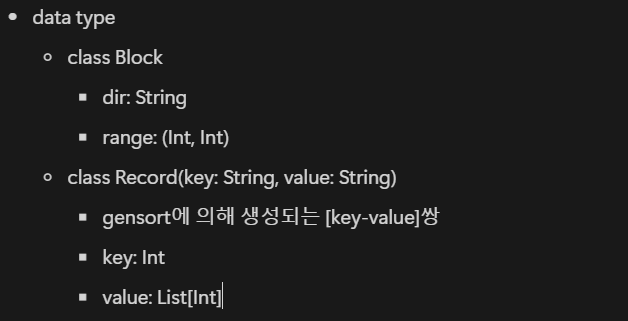 data type
class Block
dir: String
range: (Int, Int)
class Record(key: String, value: String)
gensort에 의해 생성되는 [key-value]쌍
key: Int
value: List[Int]